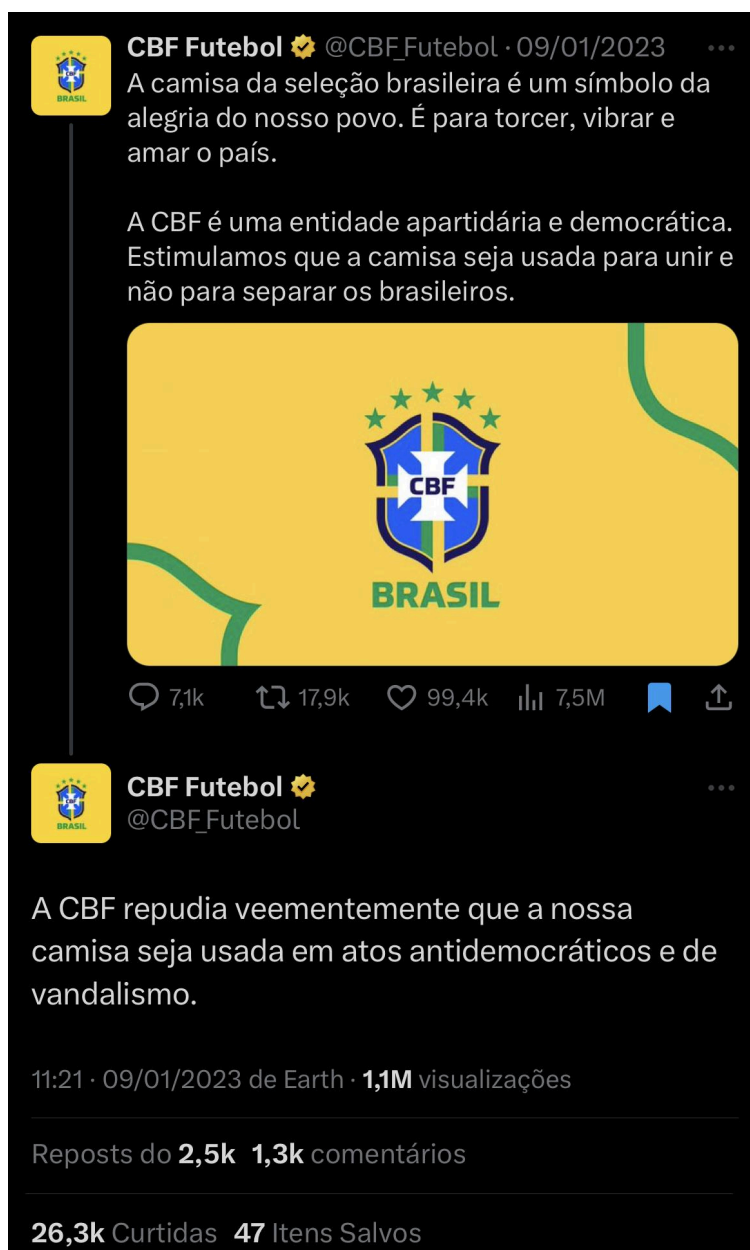 CBF Futebol @CBF_Futebol · 09/01/2023
A camisa da seleção brasileira é um símbolo da
alegria do nosso povo. É para torcer, vibrar e
amar o país.
A CBF é uma entidade apartidária e democrática.
Estimulamos que a camisa seja usada para unir e
não para separar os brasileiros.
CBF
BRASIL
7,1k 17,9k 99,4k 7,5M
CBF Futebol
@CBF_Futebol
A CBF repudia veementemente que a nossa
camisa seja usada em atos antidemocráticos e de
vandalismo.
11:21 · 09/01/2023 de Earth · 1,1M visualizações
Reposts do 2,5k 1,3k comentários
26,3k Curtidas 47 Itens Salvos
BRASIL
BRASIL